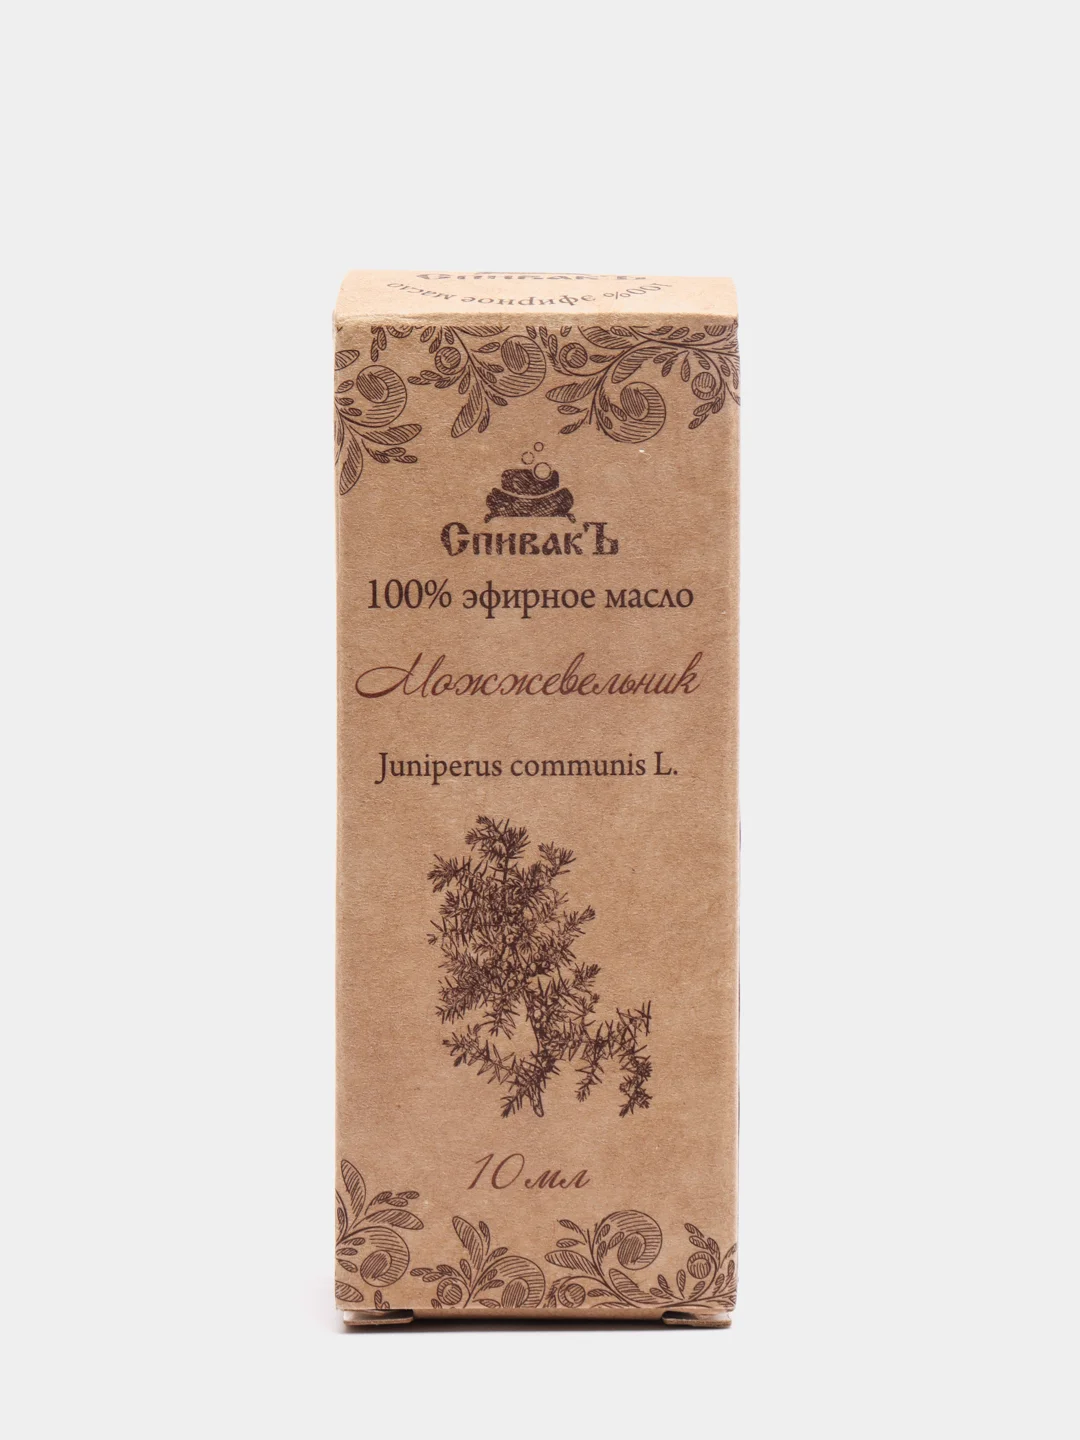 СпивакЪ
100% эфирное масло
СпивакЪ
100% эфирное масло
Можжевельник
Juniperus communis L.
10 мл